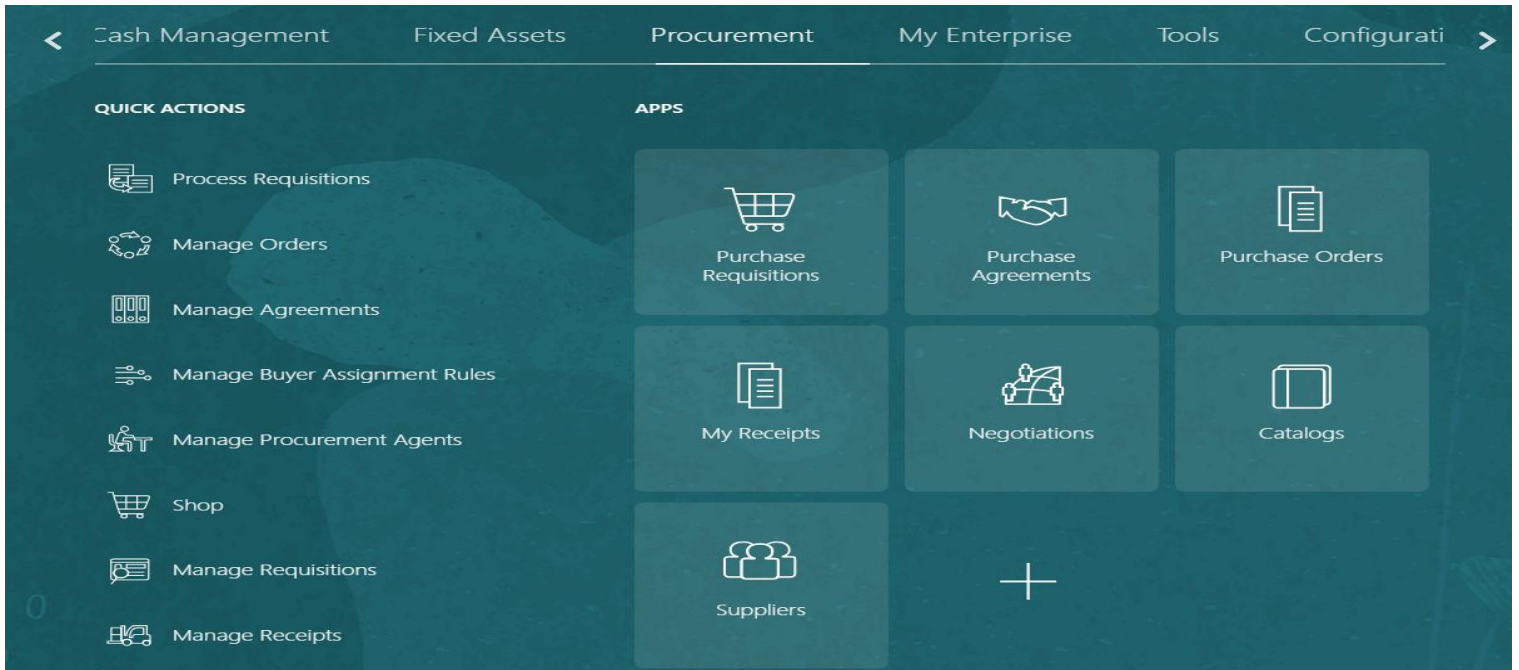 Cash Management Fixed Assets Procurement My Enterprise Tools Configurati
QUICK ACTIONS
Process Requisitions
Manage Orders
Manage Agreements
Manage Buyer Assignment Rules
Manage Procurement Agents
Shop
Manage Requisitions
Manage Receipts
APPS
Purchase
Requisitions
Purchase
Agreements
Purchase Orders
My Receipts
Negotiations
Catalogs
Suppliers